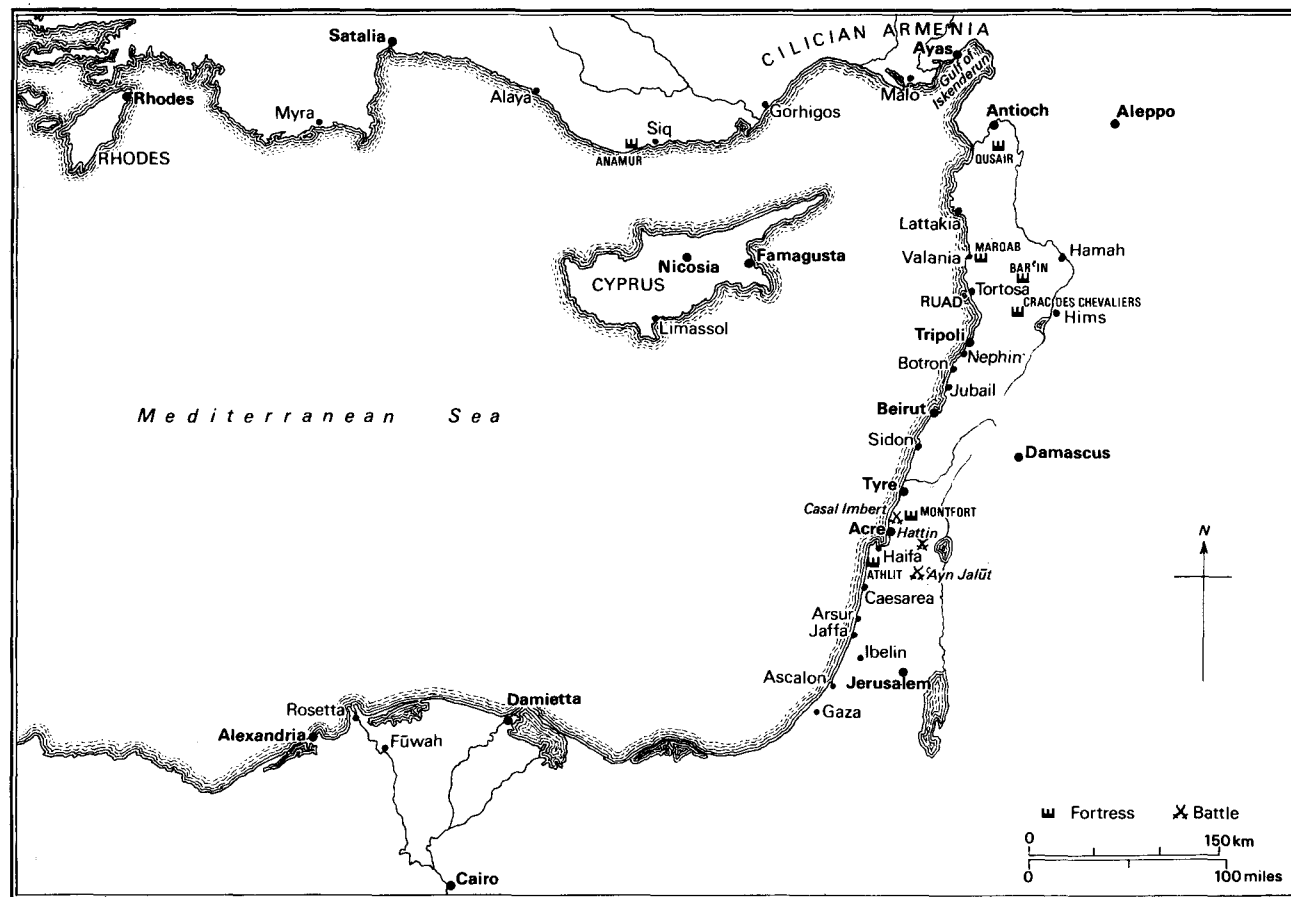 CILICIAN ARMENIA
Satalia
Ayas
Gulf of
Iskenderun
Rhodes
Alaya
Malo
Gorhigos
Antioch
Aleppo
Myra
Siq
RHODES
ANAMUR
QUSAIR
Lattakia
Valania
MARQAB
Hamah
Nicosia
Famagusta
BARʿIN
CYPRUS
Tortosa
RUAD
CRAC DES CHEVALIERS
Limassol
Hims
Tripoli
Nephin
Botron
Jubail
Mediterranean Sea
Beirut
Sidon
Damascus
Tyre
Casal Imbert
MONTFORT
Acre
Hattin
N
Haifa
ATHLIT
ʿAyn Jalūt
Caesarea
Arsur
Jaffa
Ibelin
Ascalon
Jerusalem
Rosetta
Damietta
Gaza
Alexandria
Fūwah
Fortress
Battle
0
150 km
0
100 miles
Cairo